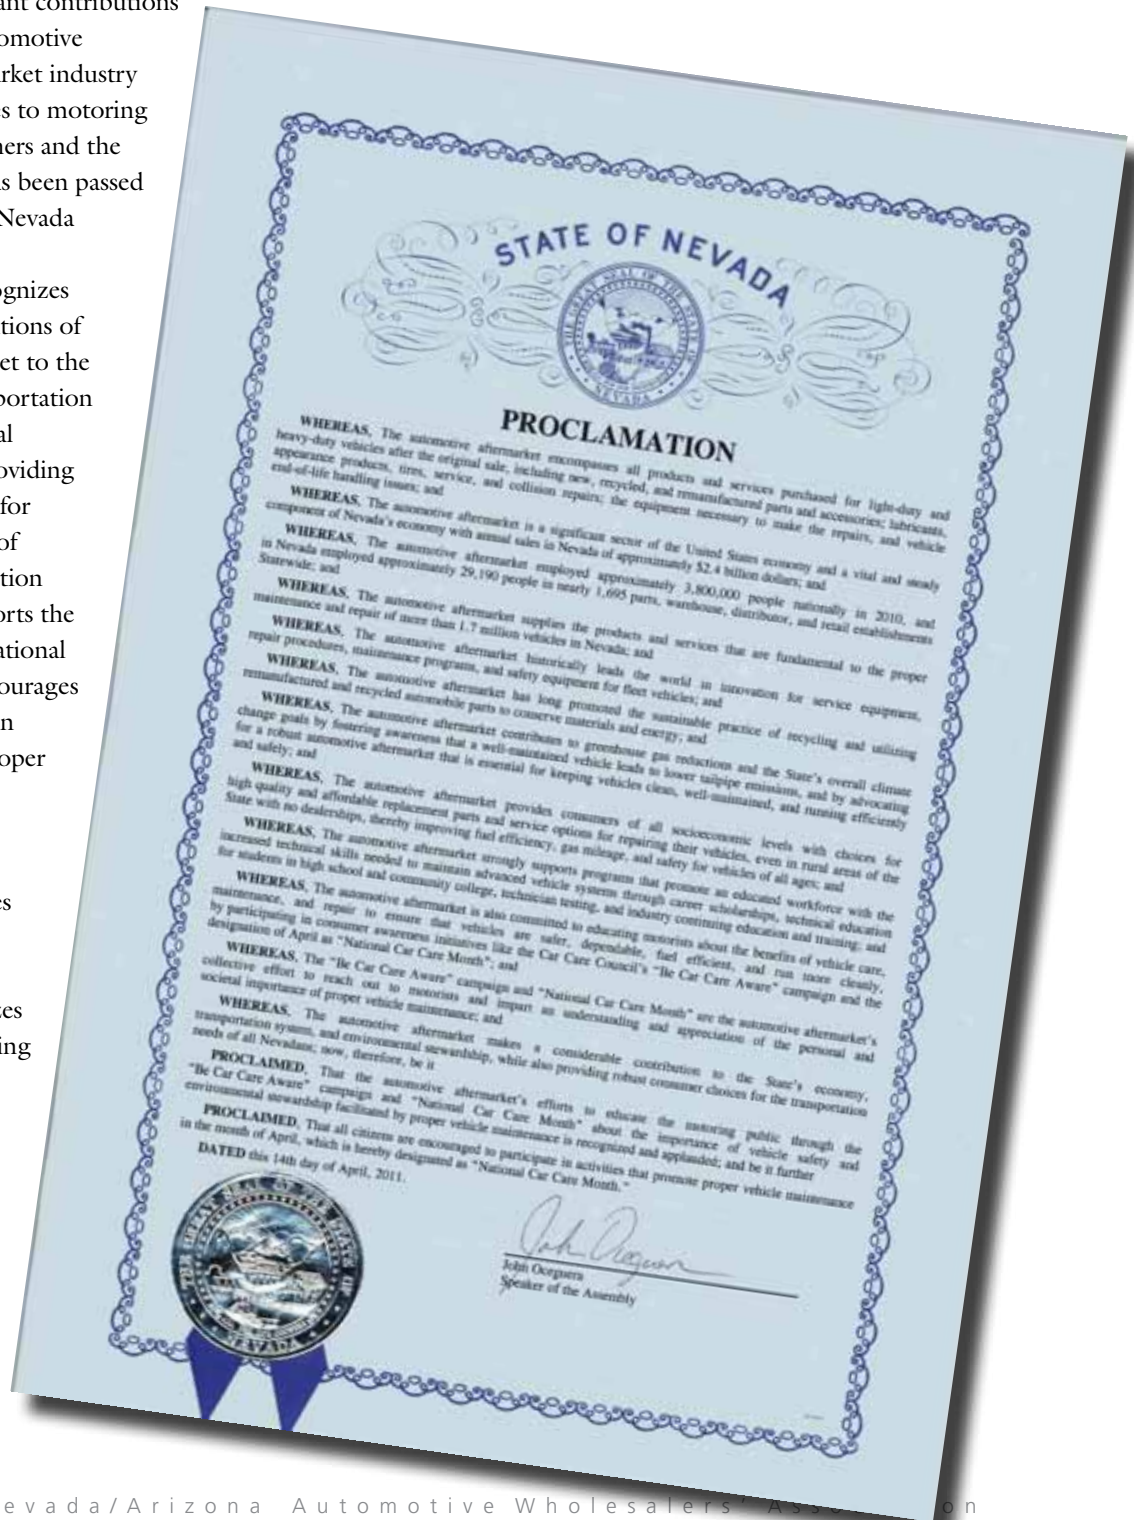 ant contributions
omotive
rket industry
es to motoring
ners and the
s been passed
Nevada
ognizes
tions of
et to the
portation
al
oviding
for
of
tion
orts the
ational
ourages
n
oper
es
zes
ing
STATE OF NEVADA
THE GREAT SEAL OF THE STATE OF
NEVADA
PROCLAMATION
WHEREAS, The automotive aftermarket encompasses all products and services purchased for light-duty and
heavy-duty vehicles after the original sale, including new, recycled, and remanufactured parts and accessories; lubricants,
appearance products, tires, service, and collision repairs; the equipment necessary to make the repairs, and vehicle
end-of-life handling issues; and
WHEREAS, The automotive aftermarket is a significant sector of the United States economy and a vital and steady
component of Nevada's economy with annual sales in Nevada of approximately $2.4 billion dollars; and
WHEREAS, The automotive aftermarket employed approximately 3,800,000 people nationally in 2010, and
in Nevada employed approximately 29,190 people in nearly 1,695 parts, warehouse, distributor, and retail establishments
Statewide; and
WHEREAS, The automotive aftermarket supplies the products and services that are fundamental to the proper
maintenance and repair of more than 1.7 million vehicles in Nevada; and
WHEREAS, The automotive aftermarket historically leads the world in innovation for service equipment,
repair procedures, maintenance programs, and safety equipment for fleet vehicles; and
WHEREAS, The automotive aftermarket has long promoted the sustainable practice of recycling and utilizing
remanufactured and recycled automobile parts to conserve materials and energy; and
WHEREAS, The automotive aftermarket contributes to greenhouse gas reductions and the State's overall climate
change goals by fostering awareness that a well-maintained vehicle leads to lower tailpipe emissions, and by advocating
for a robust automotive aftermarket that is essential for keeping vehicles clean, well-maintained, and running efficiently
and safely; and
WHEREAS, The automotive aftermarket provides consumers of all socioeconomic levels with choices for
high quality and affordable replacement parts and service options for repairing their vehicles, even in rural areas of the
State with no dealerships, thereby improving fuel efficiency, gas mileage, and safety for vehicles of all ages; and
WHEREAS, The automotive aftermarket strongly supports programs that promote an educated workforce with the
increased technical skills needed to maintain advanced vehicle systems through career scholarships, technical education
for students in high school and community college, technician testing, and industry continuing education and training; and
WHEREAS, The automotive aftermarket is also committed to educating motorists about the benefits of vehicle care,
maintenance, and repair to ensure that vehicles are safer, dependable, fuel efficient, and run more cleanly,
by participating in consumer awareness initiatives like the Car Care Council's "Be Car Care Aware" campaign and the
designation of April as "National Car Care Month"; and
WHEREAS, The "Be Car Care Aware" campaign and "National Car Care Month" are the automotive aftermarket's
collective effort to reach out to motorists and impart an understanding and appreciation of the personal and
societal importance of proper vehicle maintenance; and
WHEREAS, The automotive aftermarket makes a considerable contribution to the State's economy,
transportation system, and environmental stewardship, while also providing robust consumer choices for the transportation
needs of all Nevadans; now, therefore, be it
PROCLAIMED, That the automotive aftermarket's efforts to educate the motoring public through the
"Be Car Care Aware" campaign and "National Car Care Month" about the importance of vehicle safety and
environmental stewardship facilitated by proper vehicle maintenance is recognized and applauded; and be it further
PROCLAIMED, That all citizens are encouraged to participate in activities that promote proper vehicle maintenance
in the month of April, which is hereby designated as "National Car Care Month."
DATED this 14th day of April, 2011.
John Oceguera
John Oceguera
Speaker of the Assembly
THE GREAT SEAL OF THE STATE OF
NEVADA
evada/Arizona Automotive Wholesalers' Association